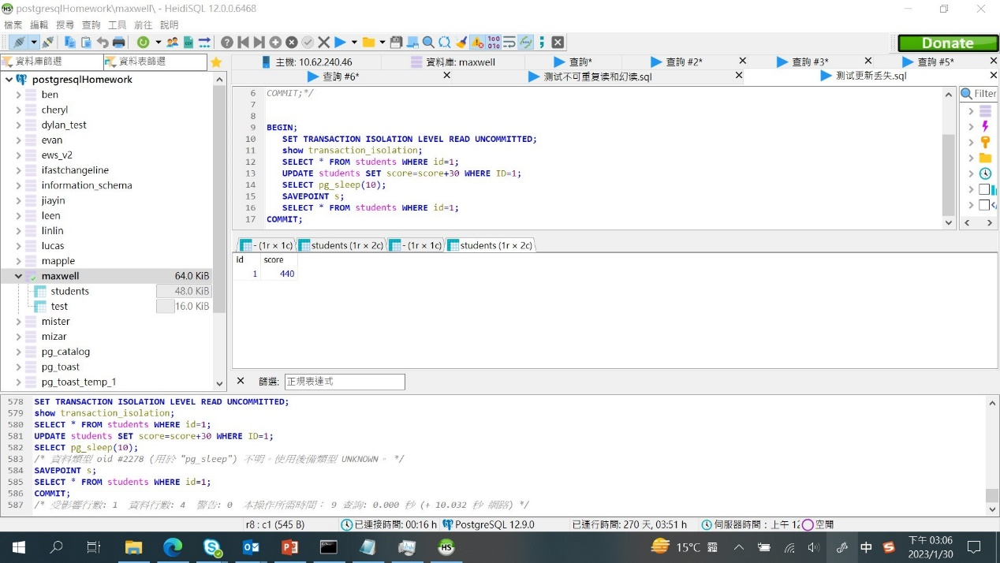 postgresqlHomework\maxwell\ - HeidiSQL 12.0.0.6468
檔案 編輯 搜尋 查詢 工具 前往 說明
Donate
資料庫篩選 資料表篩選
主機: 10.62.240.46 資料庫: maxwell 查詢* 查詢 #2* 查詢 #3* 查詢 #5*
查詢 #6* 测试不可重复读和幻读.sql 测试更新丢失.sql
postgresqlHomework
ben
cheryl
dylan_test
evan
ews_v2
ifastchangeline
information_schema
jiayin
leen
linlin
lucas
mapple
maxwell 64.0 KiB
students 48.0 KiB
test 16.0 KiB
mister
mizar
pg_catalog
pg_toast
pg_toast_temp_1
6 COMMIT;*/
7
8
9 BEGIN;
10 SET TRANSACTION ISOLATION LEVEL READ UNCOMMITTED;
11 show transaction_isolation;
12 SELECT * FROM students WHERE id=1;
13 UPDATE students SET score=score+30 WHERE ID=1;
14 SELECT pg_sleep(10);
15 SAVEPOINT s;
16 SELECT * FROM students WHERE id=1;
17 COMMIT;
Filter
- (1r × 1c) students (1r × 2c) - (1r × 1c) students (1r × 2c)
id score
1 440
篩選: 正規表達式
578 SET TRANSACTION ISOLATION LEVEL READ UNCOMMITTED;
579 show transaction_isolation;
580 SELECT * FROM students WHERE id=1;
581 UPDATE students SET score=score+30 WHERE ID=1;
582 SELECT pg_sleep(10);
583 /* 資料類型 oid #2278 (用於 "pg_sleep") 不明。使用後備類型 UNKNOWN。 */
584 SAVEPOINT s;
585 SELECT * FROM students WHERE id=1;
586 COMMIT;
587 /* 受影響行數: 1 資料行數: 4 警告: 0 本操作所需時間： 9 查詢: 0.000 秒 (+ 10.032 秒 網路) */
r8 : c1 (545 B) 已連接時間: 00:16 h PostgreSQL 12.9.0 已運行時間: 270 天, 03:51 h 伺服器時間：上午 12 空閒
15°C 中 下午 03:06
2023/1/30